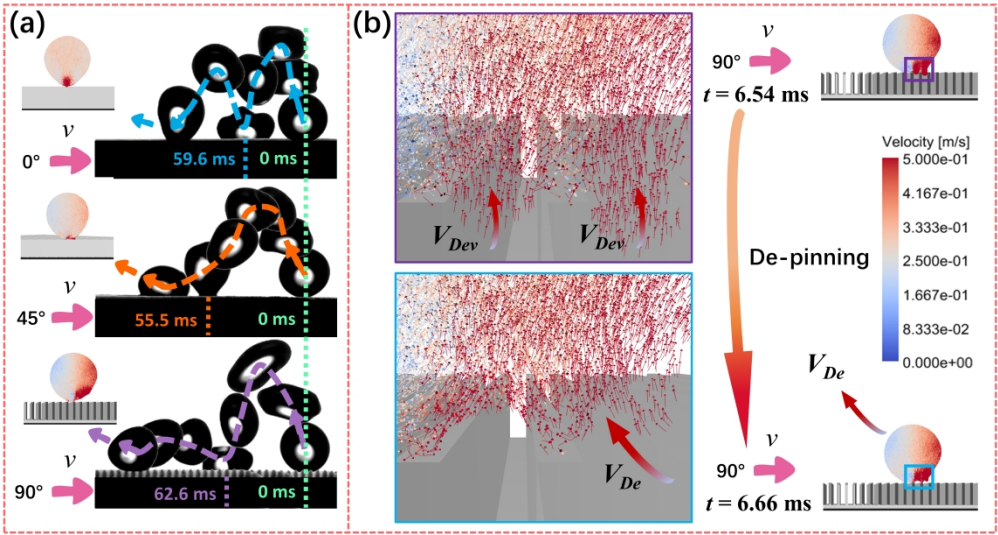 (a)
v
0°
59.6 ms
0 ms
v
45°
55.5 ms
0 ms
v
90°
62.6 ms
0 ms
(b)
V_Dev
V_Dev
V_De
v
90°
t = 6.54 ms
De-pinning
Velocity [m/s]
5.000e-01
4.167e-01
3.333e-01
2.500e-01
1.667e-01
8.333e-02
0.000e+00
V_De
v
90°
t = 6.66 ms